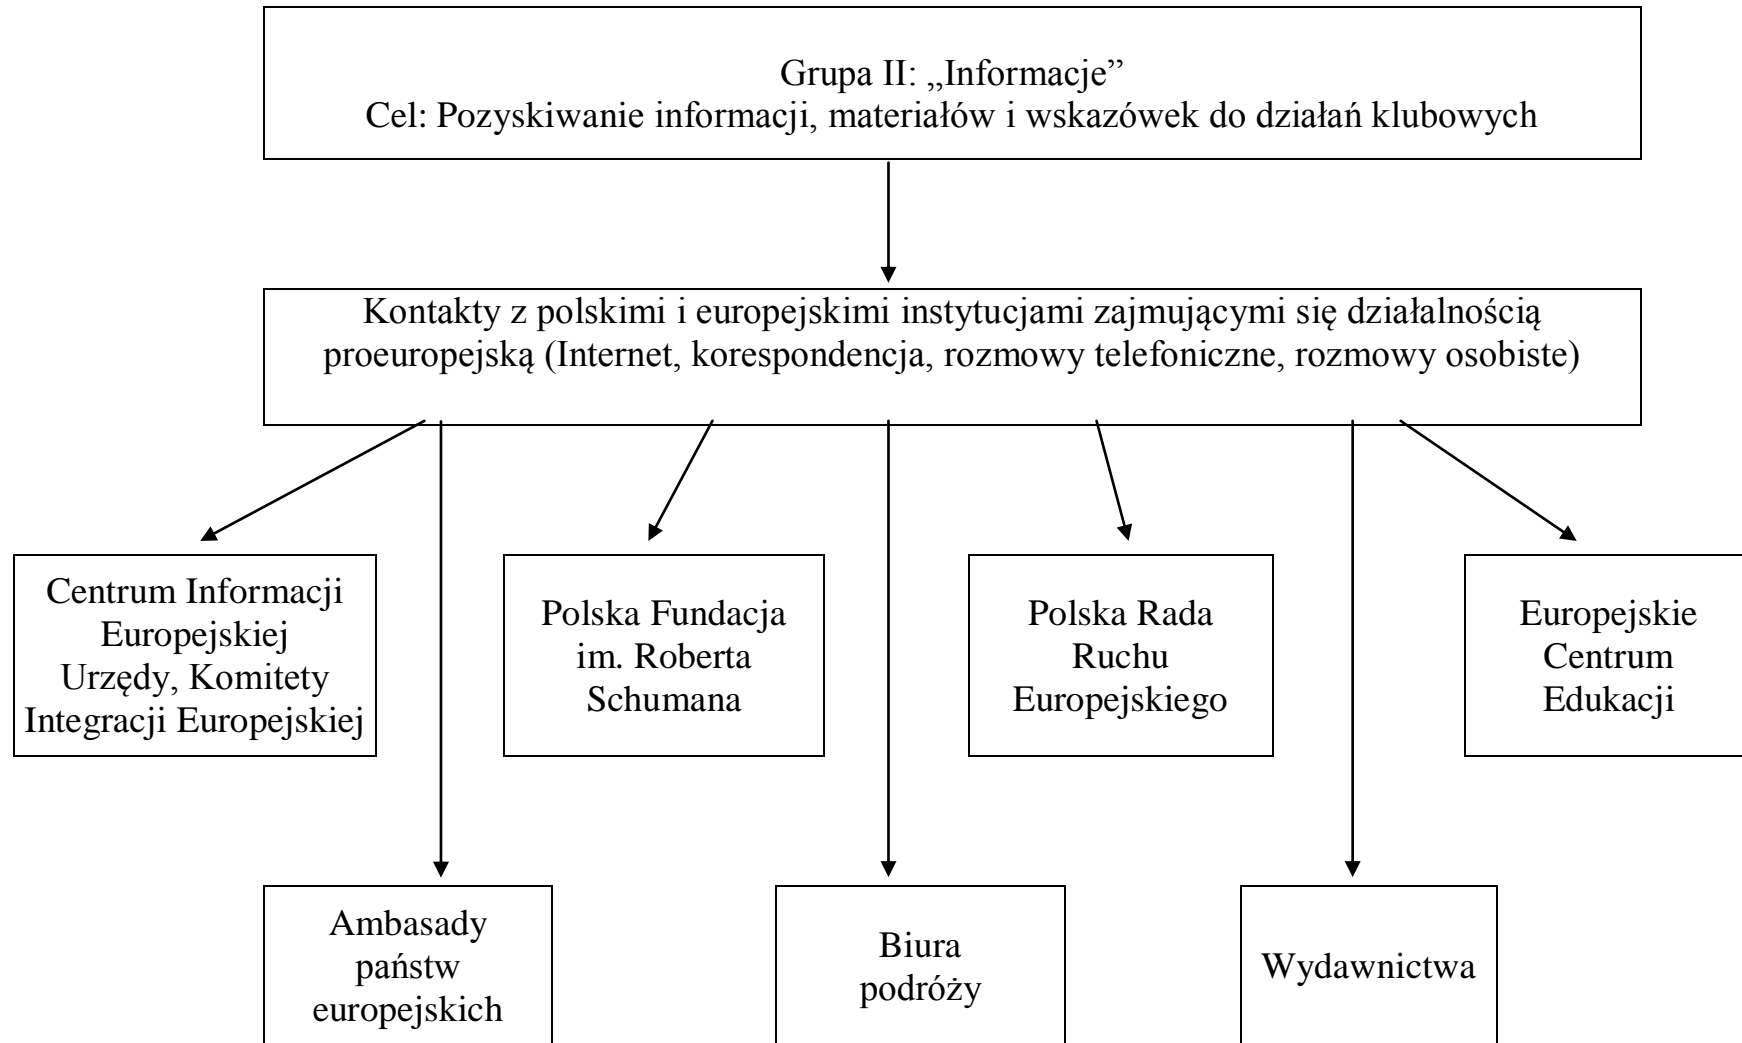 Grupa II: „Informacje”
Cel: Pozyskiwanie informacji, materiałów i wskazówek do działań klubowych
Kontakty z polskimi i europejskimi instytucjami zajmującymi się działalnością
proeuropejską (Internet, korespondencja, rozmowy telefoniczne, rozmowy osobiste)
Centrum Informacji
Europejskiej
Urzędy, Komitety
Integracji Europejskiej
Polska Fundacja
im. Roberta
Schumana
Polska Rada
Ruchu
Europejskiego
Europejskie
Centrum
Edukacji
Ambasady
państw
europejskich
Biura
podróży
Wydawnictwa